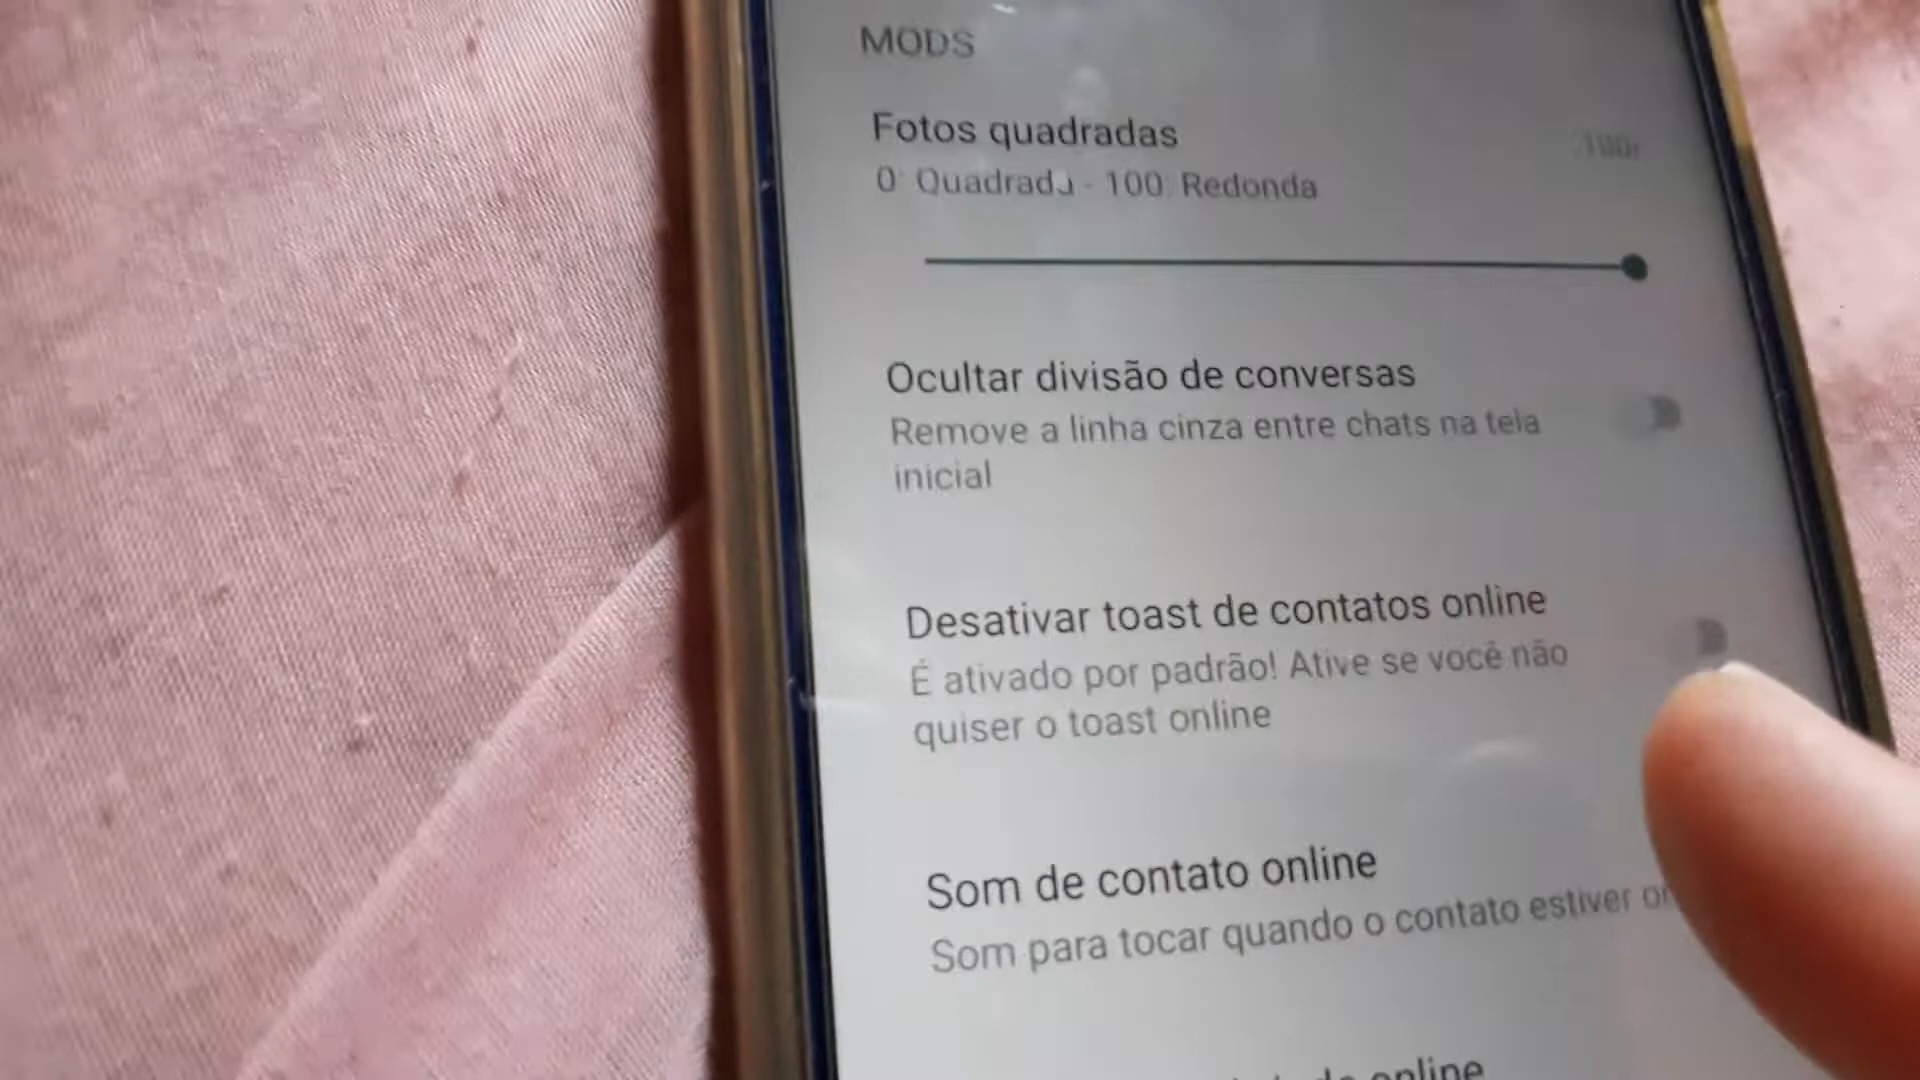 MODS
Fotos quadradas
0: Quadrada - 100: Redonda
Ocultar divisão de conversas
Remove a linha cinza entre chats na tela
inicial
Desativar toast de contatos online
É ativado por padrão! Ative se você não
quiser o toast online
Som de contato online
Som para tocar quando o contato estiver
online